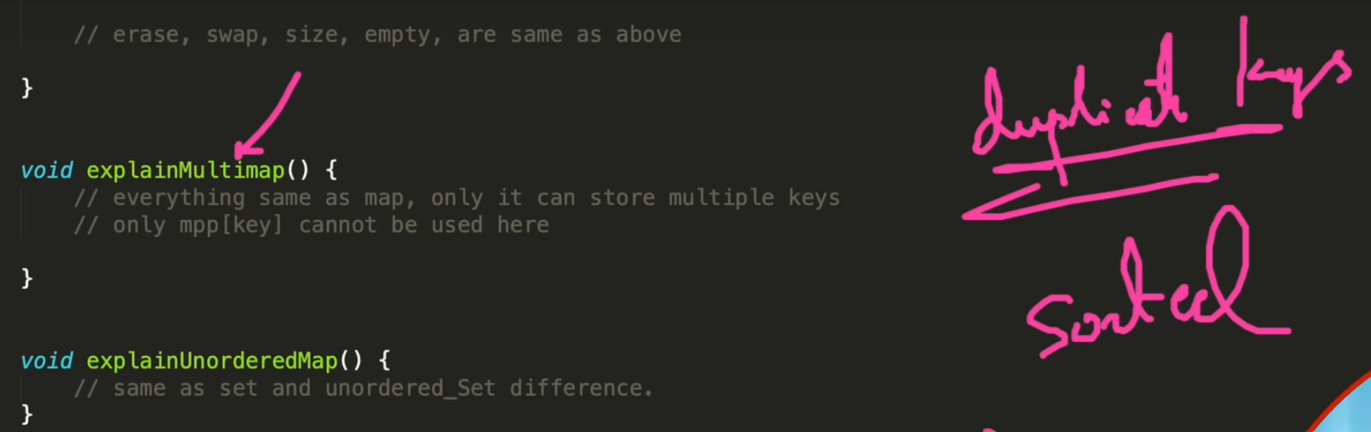 // erase, swap, size, empty, are same as above
}
duplicate keys
void explainMultimap() {
// everything same as map, only it can store multiple keys
// only mpp[key] cannot be used here
sorted
}
void explainUnorderedMap() {
// same as set and unordered_Set difference.
}